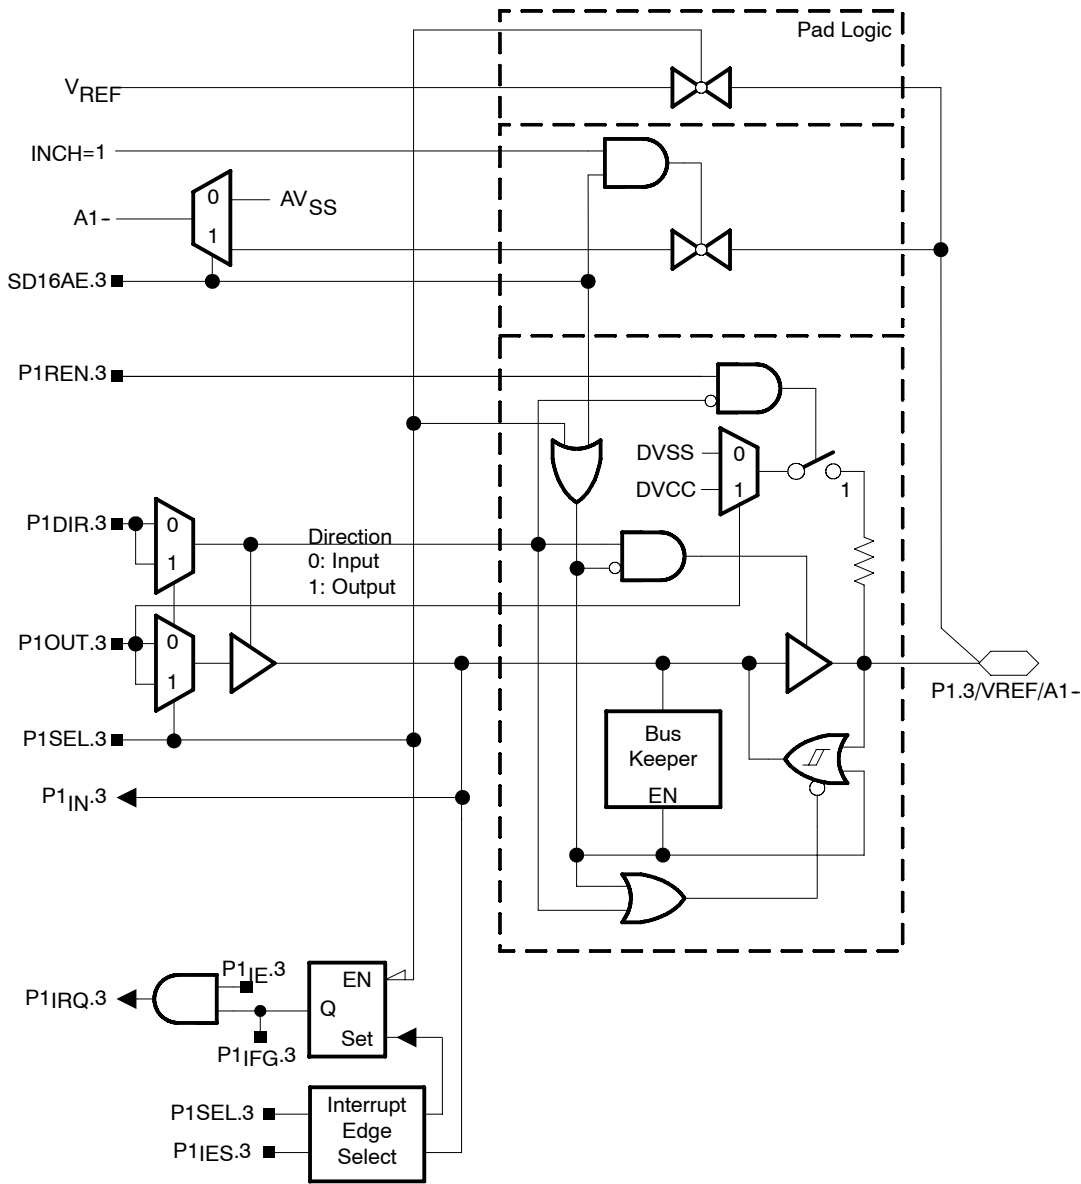 Pad Logic
VREF
INCH=1
0
AVSS
A1-
1
SD16AE.3
P1REN.3
DVSS 0
DVCC 1
1
P1DIR.3
0
1
Direction
0: Input
1: Output
P1OUT.3
0
1
P1.3/VREF/A1-
P1SEL.3
Bus
Keeper
EN
P1IN.3
P1IE.3
EN
P1IRQ.3
Q
Set
P1IFG.3
P1SEL.3
P1IES.3
Interrupt
Edge
Select